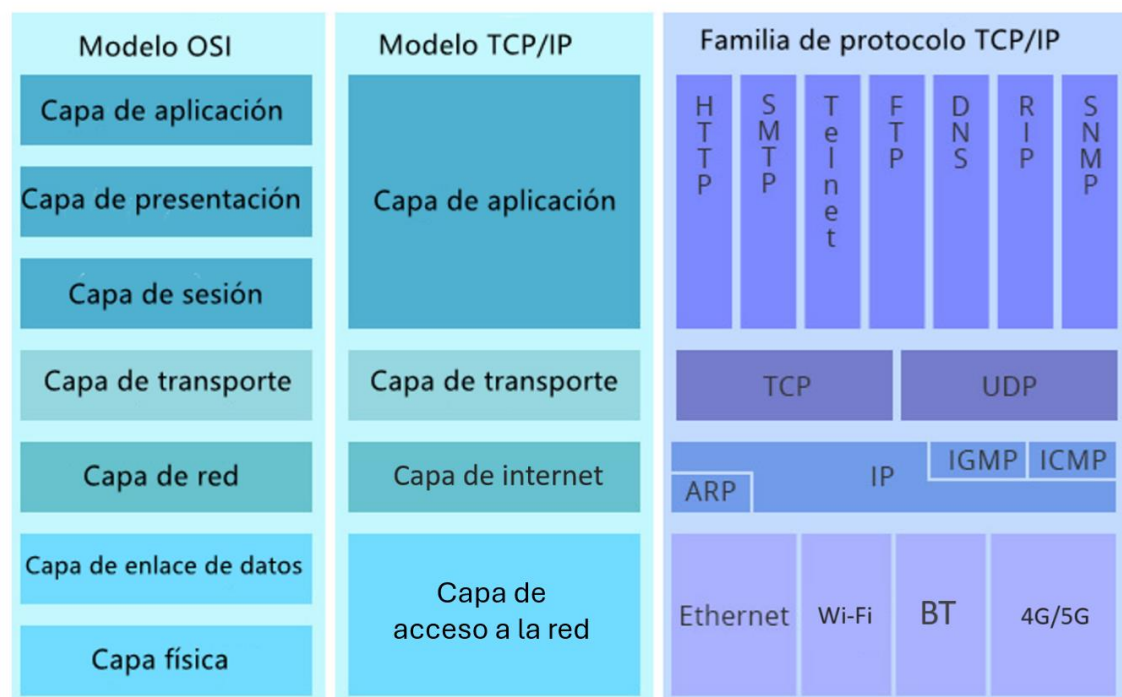 Modelo OSI
Capa de aplicación
Capa de presentación
Capa de sesión
Capa de transporte
Capa de red
Capa de enlace de datos
Capa física
Modelo TCP/IP
Capa de aplicación
Capa de transporte
Capa de internet
Capa de
acceso a la red
Familia de protocolo TCP/IP
HTTP
SMTP
Telnet
FTP
DNS
RIP
SNMP
TCP
UDP
ARP
IP
IGMP
ICMP
Ethernet
Wi-Fi
BT
4G/5G